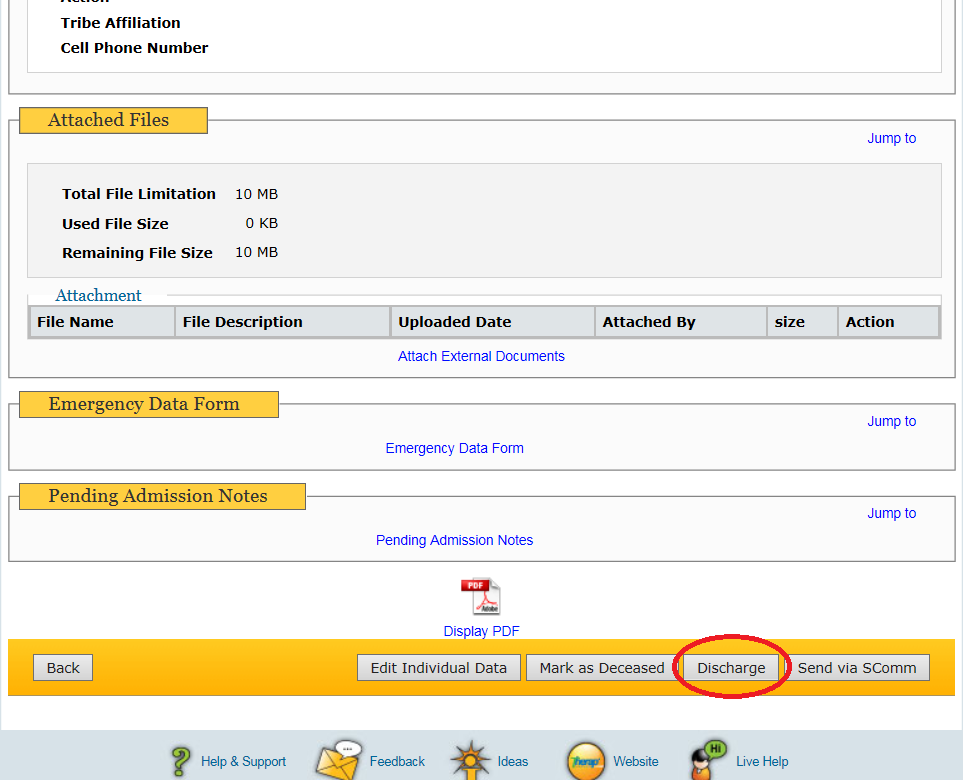 Action
Tribe Affiliation
Cell Phone Number
Attached Files
Jump to
Total File Limitation 10 MB
Used File Size 0 KB
Remaining File Size 10 MB
Attachment
File Name File Description Uploaded Date Attached By size Action
Attach External Documents
Emergency Data Form
Jump to
Emergency Data Form
Pending Admission Notes
Jump to
Pending Admission Notes
PDF
Adobe
Display PDF
Back Edit Individual Data Mark as Deceased Discharge Send via SComm
Hi
? Help & Support Feedback Ideas Therap Website Live Help